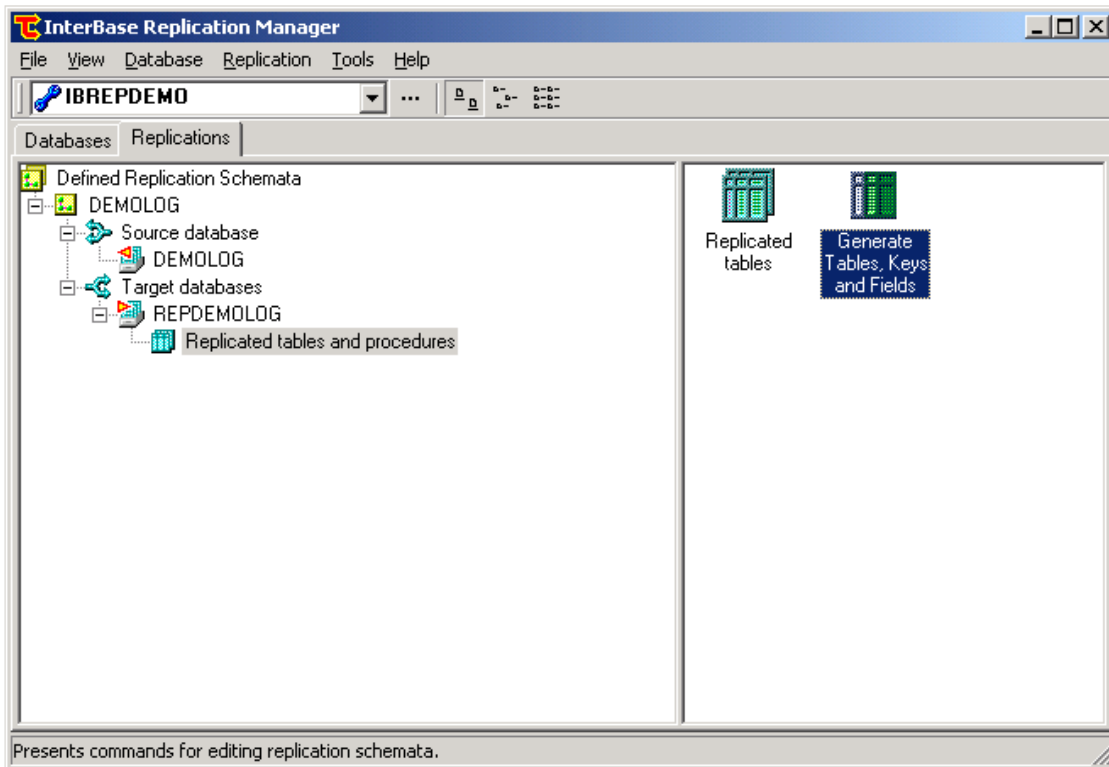 InterBase Replication Manager
File View Database Replication Tools Help
IBREPDEMO ...
Databases Replications
Defined Replication Schemata
DEMOLOG
Source database
DEMOLOG
Target databases
REPDEMOLOG
Replicated tables and procedures
Replicated
tables
Generate
Tables, Keys
and Fields
Presents commands for editing replication schemata.